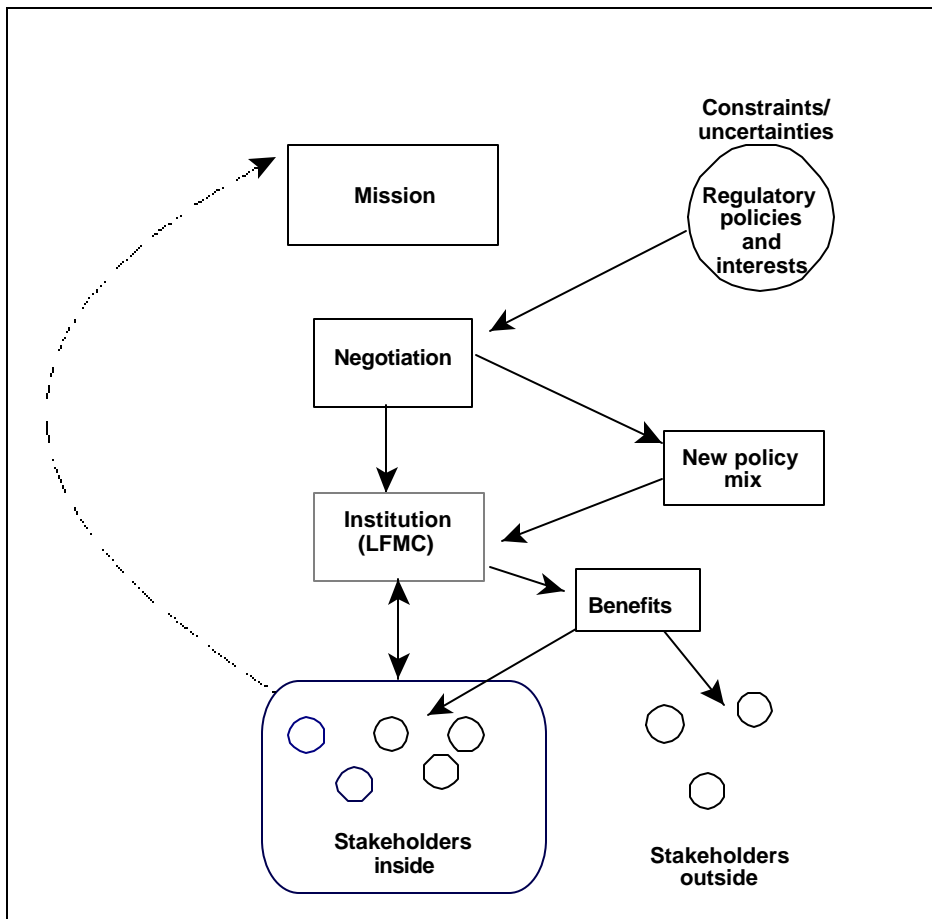 Constraints/
uncertainties
Mission
Regulatory
policies
and
interests
Negotiation
New policy
mix
Institution
(LFMC)
Benefits
Stakeholders
inside
Stakeholders
outside